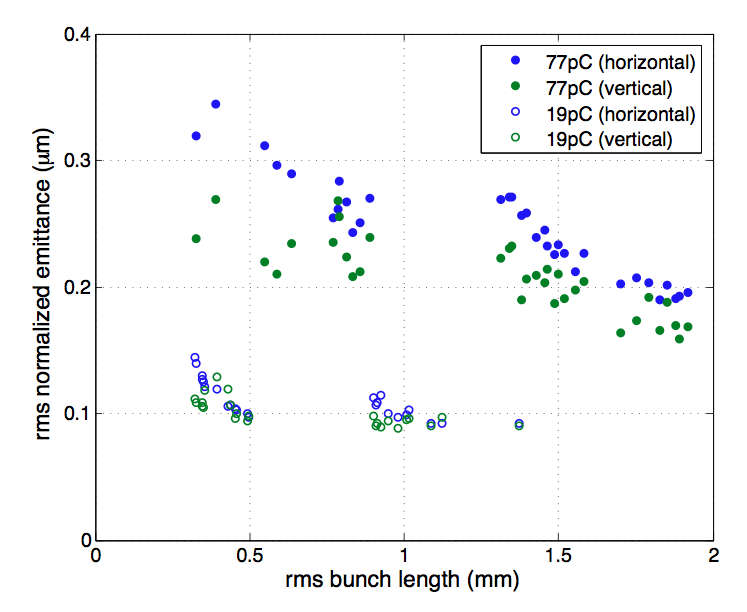 0.4
0.3
0.2
0.1
0
0
0.5
1
1.5
2
rms normalized emittance (μm)
rms bunch length (mm)
77pC (horizontal)
77pC (vertical)
19pC (horizontal)
19pC (vertical)